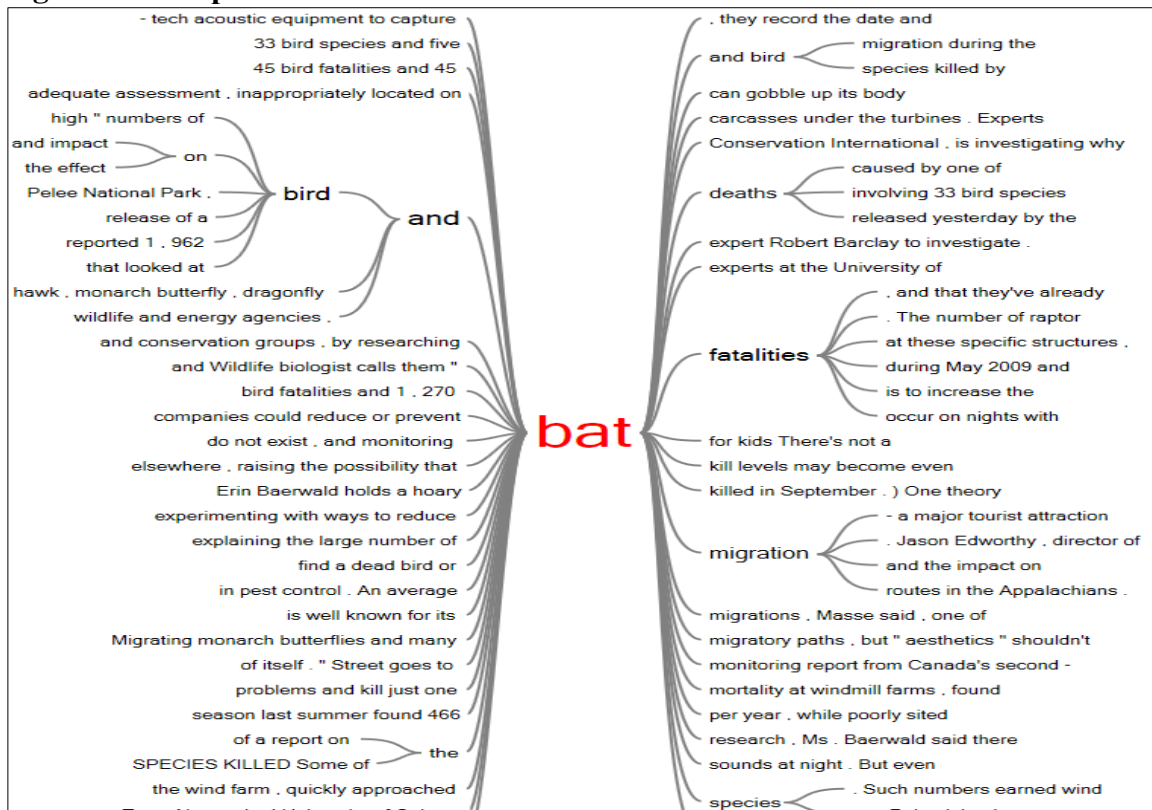 - tech acoustic equipment to capture
33 bird species and five
45 bird fatalities and 45
adequate assessment , inappropriately located on
high " numbers of
and impact
the effect
on
Pelee National Park ,
release of a
reported 1 , 962
that looked at
bird
hawk , monarch butterfly , dragonfly
wildlife and energy agencies ,
and
and conservation groups , by researching
and Wildlife biologist calls them "
bird fatalities and 1 , 270
companies could reduce or prevent
do not exist , and monitoring
elsewhere , raising the possibility that
Erin Baerwald holds a hoary
experimenting with ways to reduce
explaining the large number of
find a dead bird or
in pest control . An average
is well known for its
Migrating monarch butterflies and many
of itself . " Street goes to
problems and kill just one
season last summer found 466
of a report on
SPECIES KILLED Some of
the
the wind farm , quickly approached
bat
, they record the date and
and bird
migration during the
species killed by
can gobble up its body
carcasses under the turbines . Experts
Conservation International , is investigating why
deaths
caused by one of
involving 33 bird species
released yesterday by the
expert Robert Barclay to investigate .
experts at the University of
fatalities
, and that they've already
. The number of raptor
at these specific structures ,
during May 2009 and
is to increase the
occur on nights with
for kids There's not a
kill levels may become even
killed in September . ) One theory
migration
- a major tourist attraction
. Jason Edworthy , director of
and the impact on
routes in the Appalachians .
migrations , Masse said , one of
migratory paths , but " aesthetics " shouldn't
monitoring report from Canada's second -
mortality at windmill farms , found
per year , while poorly sited
research , Ms . Baerwald said there
sounds at night . But even
species
. Such numbers earned wind